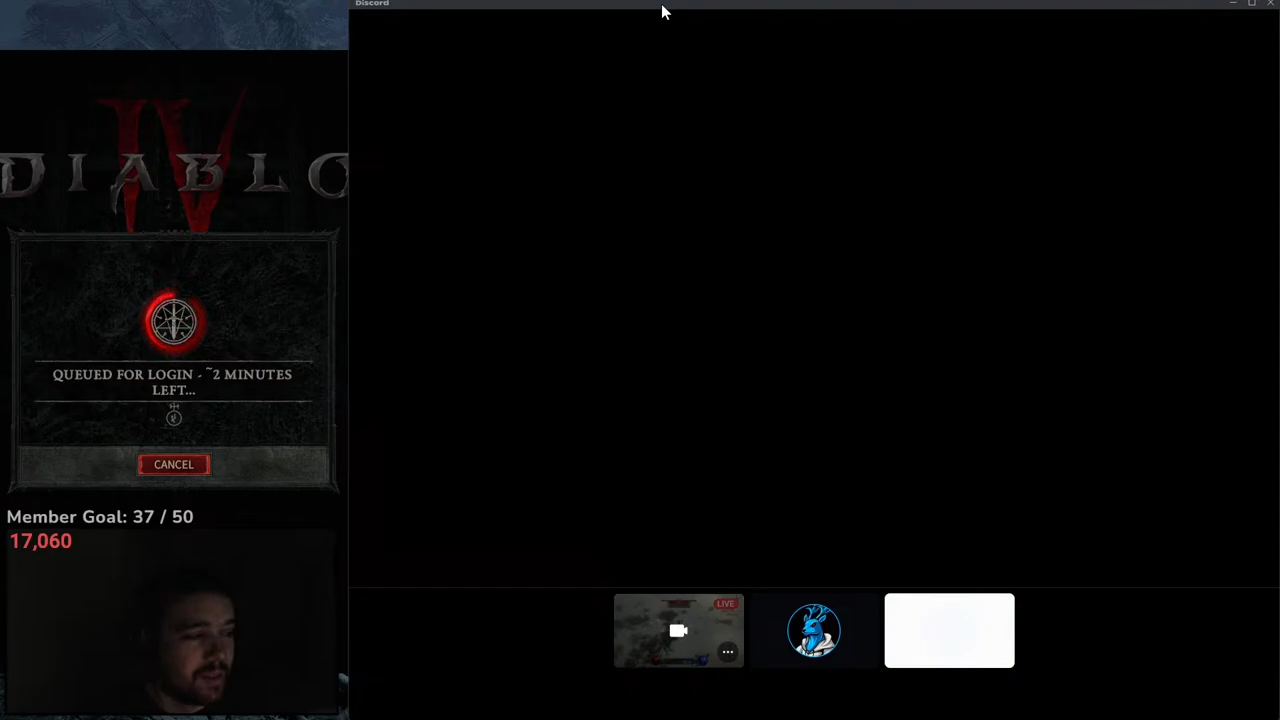 Discord
DIABLO
IV
QUEUED FOR LOGIN - ~2 MINUTES
LEFT...
CANCEL
Member Goal: 37 / 50
17,060
LIVE